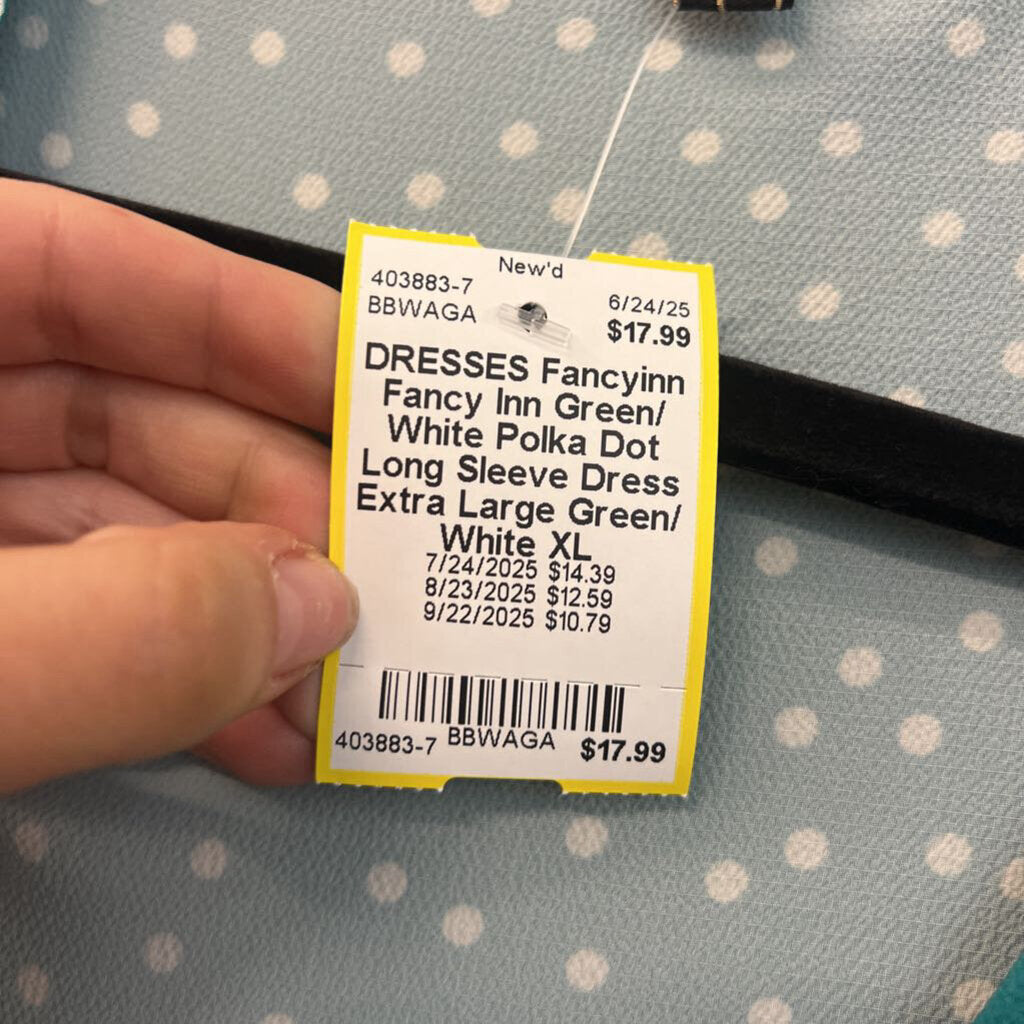 New'd
403883-7
6/24/25
BBWAGA
$17.99
DRESSES Fancyinn
Fancy Inn Green/
White Polka Dot
Long Sleeve Dress
Extra Large Green/
White XL
7/24/2025 $14.39
8/23/2025 $12.59
9/22/2025 $10.79
403883-7 BBWAGA $17.99